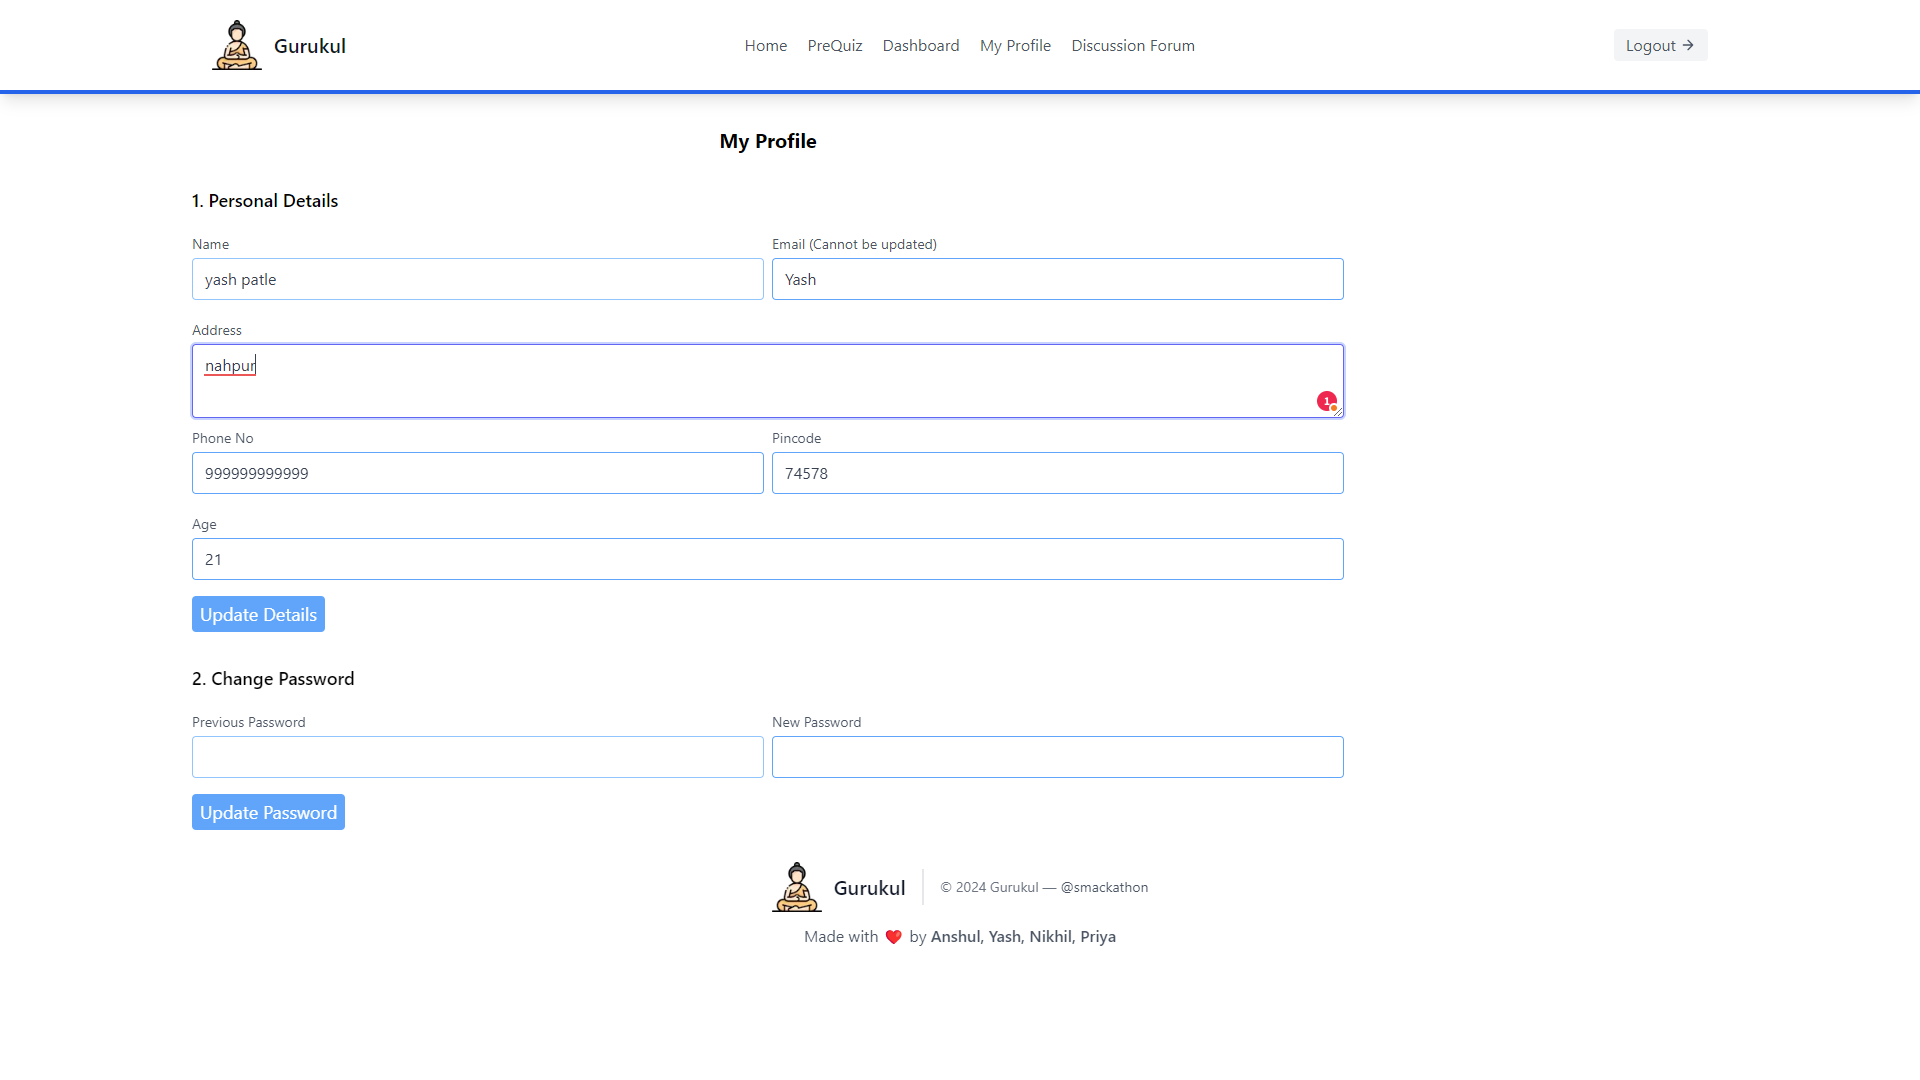 Gurukul
Home PreQuiz Dashboard My Profile Discussion Forum
Logout →
My Profile
1. Personal Details
Name
Email (Cannot be updated)
yash patle
Yash
Address
nahpur
1
Phone No
Pincode
999999999999
74578
Age
21
Update Details
2. Change Password
Previous Password
New Password
Update Password
Gurukul
© 2024 Gurukul — @smackathon
Made with ❤️ by Anshul, Yash, Nikhil, Priya